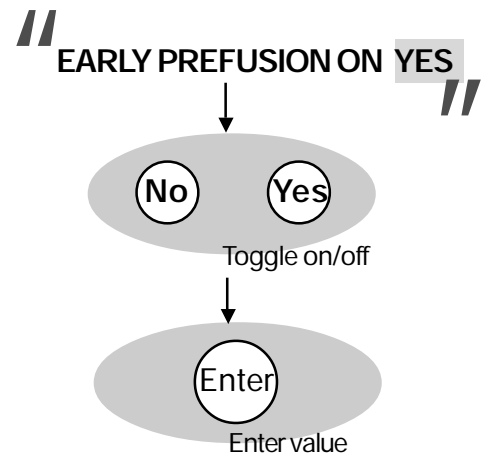 "EARLY PREFUSION ON YES"
No Yes
Toggle on/off
Enter
Enter value